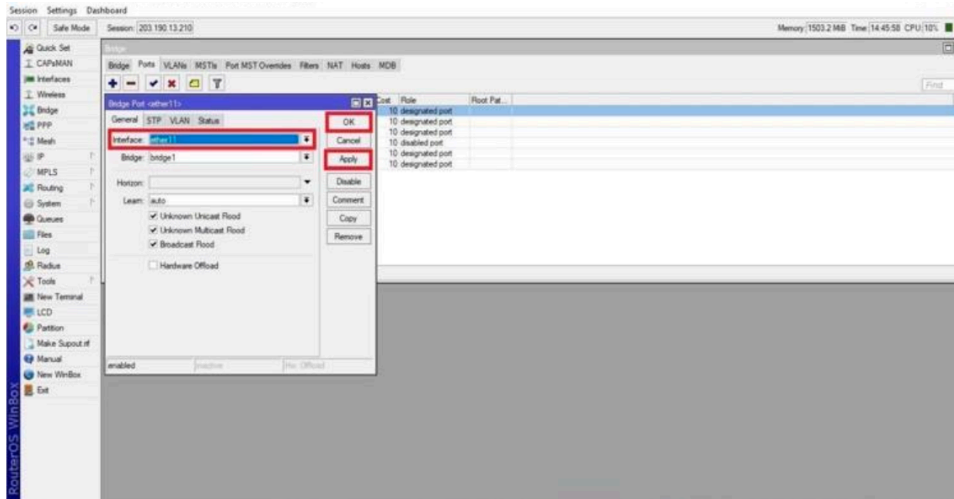 Session Settings Dashboard
Safe Mode Session: 203.190.13.210 Memory: 1503.2 MiB Time: 14:45:58 CPU: 10%
Quick Set
CAPsMAN
Interfaces
Wireless
Bridge
PPP
Mesh
IP
MPLS
Routing
System
Queues
Files
Log
Radius
Tools
New Terminal
LCD
Partition
Make Supout.rif
Manual
New WinBox
Exit
RouterOS WinBox
Bridge
Bridge Ports VLANs MSTIs Port MST Overrides Filters NAT Hosts MDB
Find
Cost Role Root Pat...
10 designated port
10 designated port
10 designated port
10 disabled port
10 designated port
10 designated port
Bridge Port <ether11>
General STP VLAN Status
Interface: ether11
Bridge: bridge1
Horizon:
Learn: auto
Unknown Unicast Flood
Unknown Multicast Flood
Broadcast Flood
Hardware Offload
OK
Cancel
Apply
Disable
Comment
Copy
Remove
enabled inactive Hw. Offload